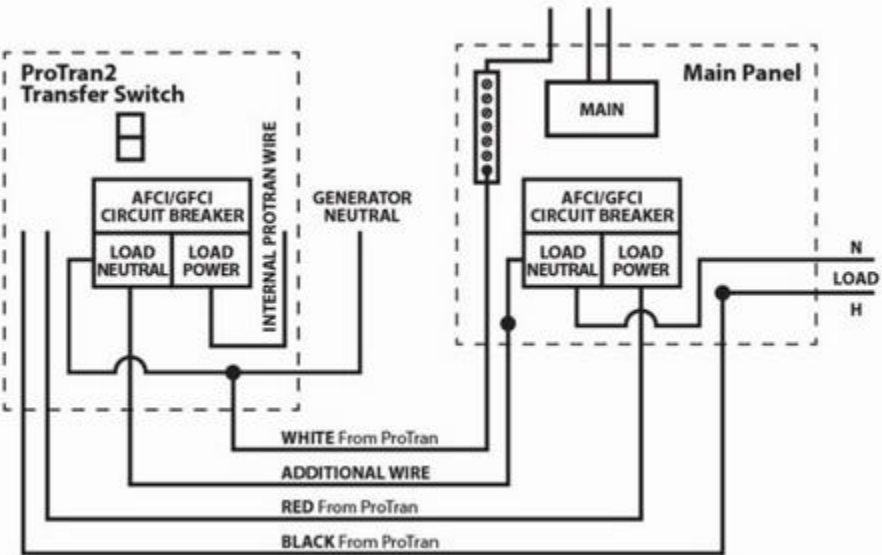 ProTran2
Transfer Switch
AFCI/GFCI
CIRCUIT BREAKER
LOAD
NEUTRAL
LOAD
POWER
INTERNAL PROTRAN WIRE
GENERATOR
NEUTRAL
Main Panel
MAIN
AFCI/GFCI
CIRCUIT BREAKER
LOAD
NEUTRAL
LOAD
POWER
N
LOAD
H
WHITE From ProTran
ADDITIONAL WIRE
RED From ProTran
BLACK From ProTran